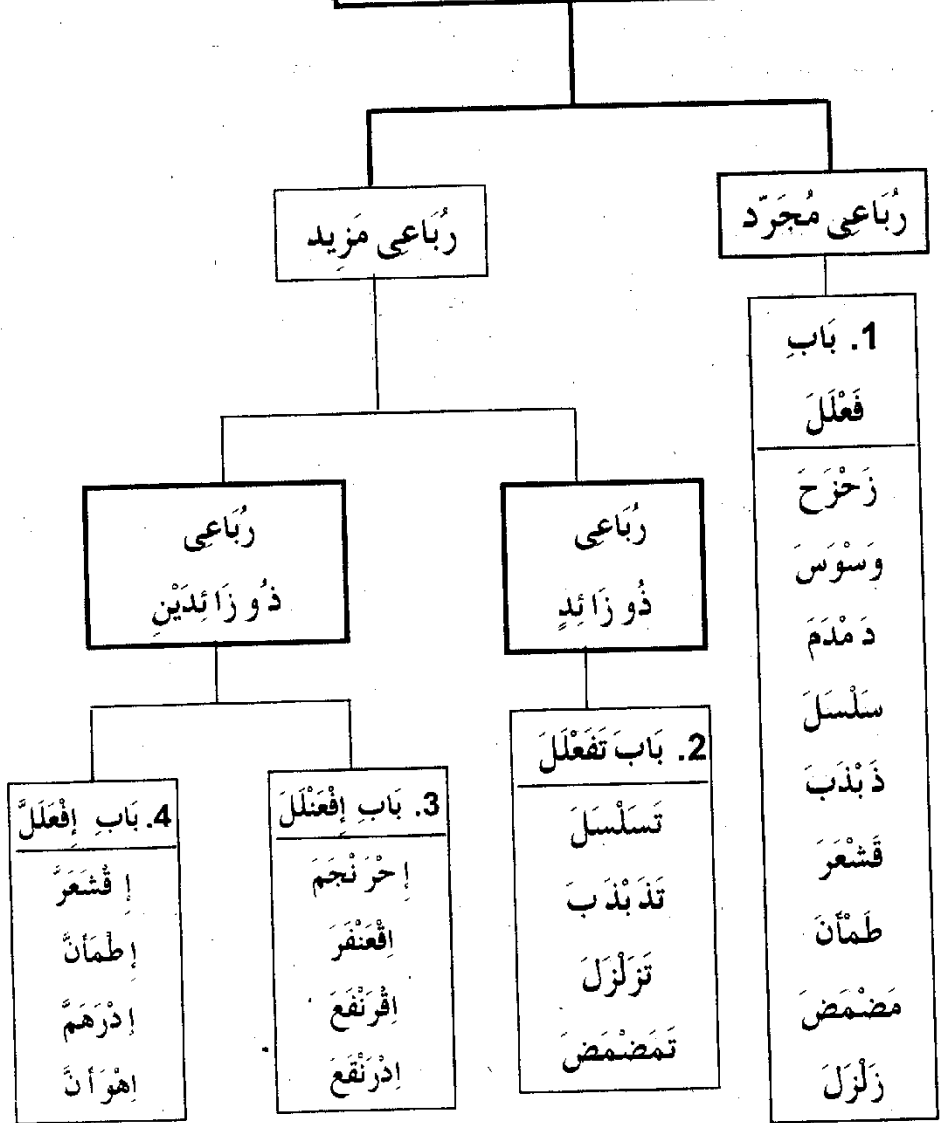 رُبَاعِى مُجَرّد
رُبَاعِى مَزِيد
1. بَابِ
فَعْلَلَ
زَحْزَحَ
وَسْوَسَ
دَمْدَمَ
سَلْسَلَ
ذَبْذَبَ
قَشْعَرَ
طَمْأَنَ
مَضْمَضَ
زَلْزَلَ
رُبَاعِى
ذُو زَائِدٍ
2. بَابَ تَفَعْلَلَ
تَسَلْسَلَ
تَذَبْذَبَ
تَزَلْزَلَ
تَمَضْمَضَ
رُبَاعِى
ذُو زَائِدَيْنِ
3. بَابِ إِفْعَنْلَلَ
إِحْرَنْجَمَ
اِقْعَنْفَرَ
اِقْرَنْفَعَ
اِدْرَنْقَعَ
4. بَابِ إِفْعَلَلَّ
إِقْشَعَرَّ
إِطْمَأَنَّ
إِدْرَهَمَّ
اِهْوَأَنَّ